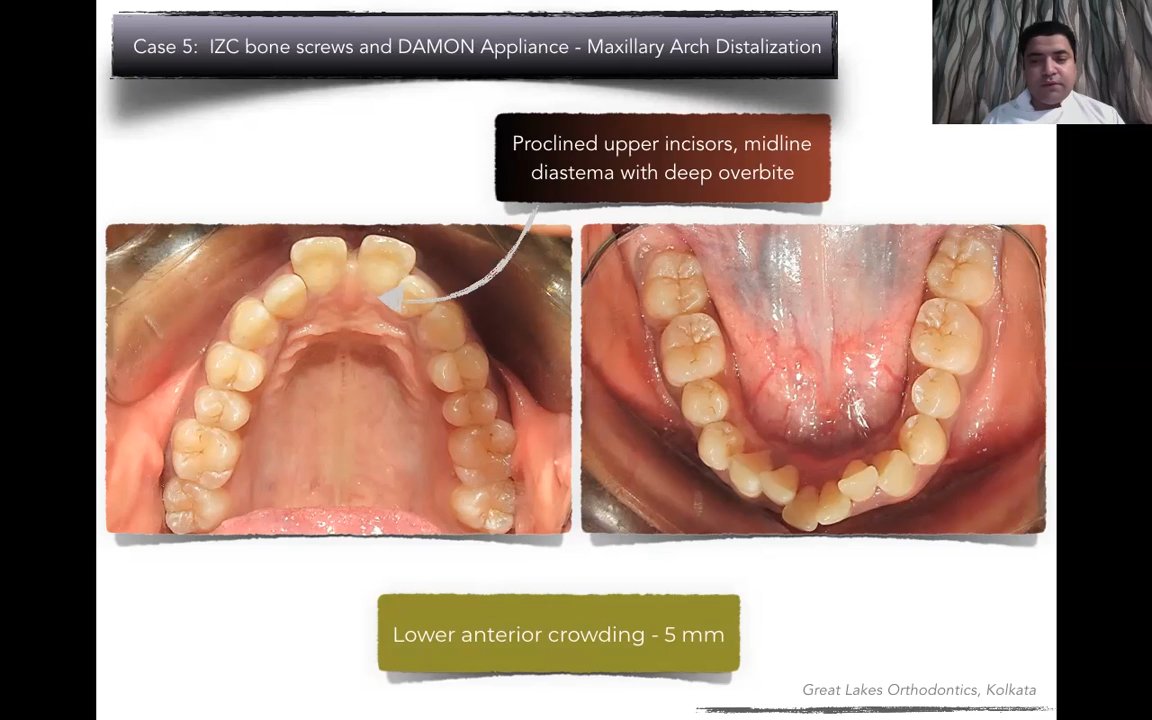 Case 5: IZC bone screws and DAMON Appliance - Maxillary Arch Distalization
Proclined upper incisors, midline
diastema with deep overbite
Lower anterior crowding - 5 mm
Great Lakes Orthodontics, Kolkata